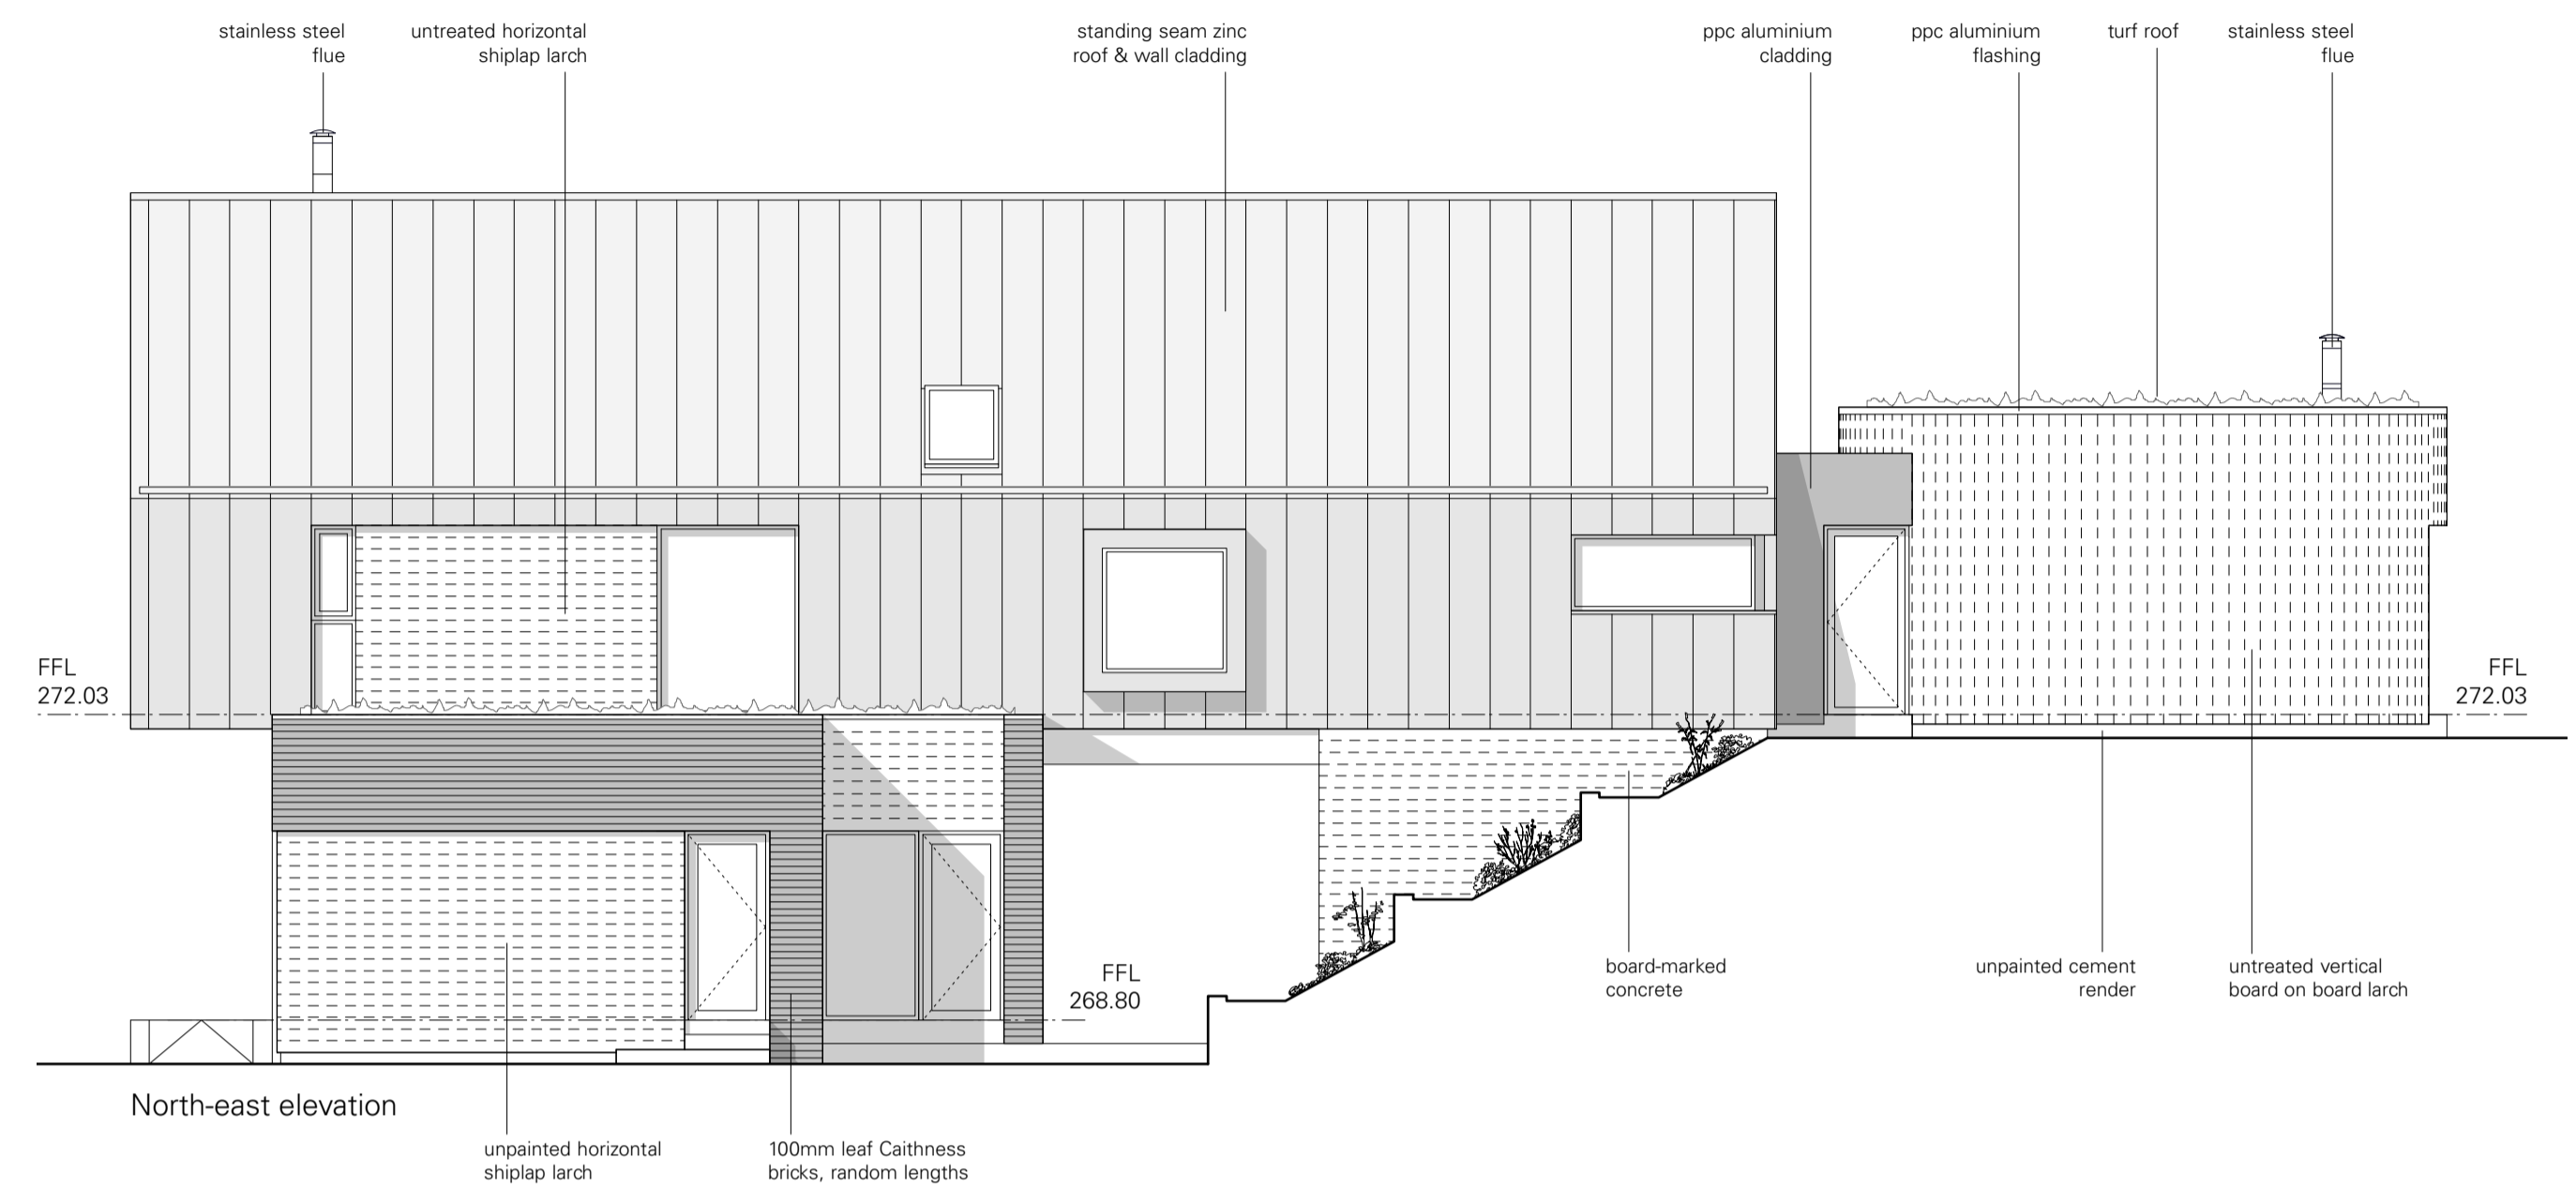 stainless steel
flue
untreated horizontal
shiplap larch
standing seam zinc
roof & wall cladding
ppc aluminium
cladding
ppc aluminium
flashing
turf roof
stainless steel
flue
FFL
272.03
FFL
272.03
FFL
268.80
board-marked
concrete
unpainted cement
render
untreated vertical
board on board larch
North-east elevation
unpainted horizontal
shiplap larch
100mm leaf Caithness
bricks, random lengths